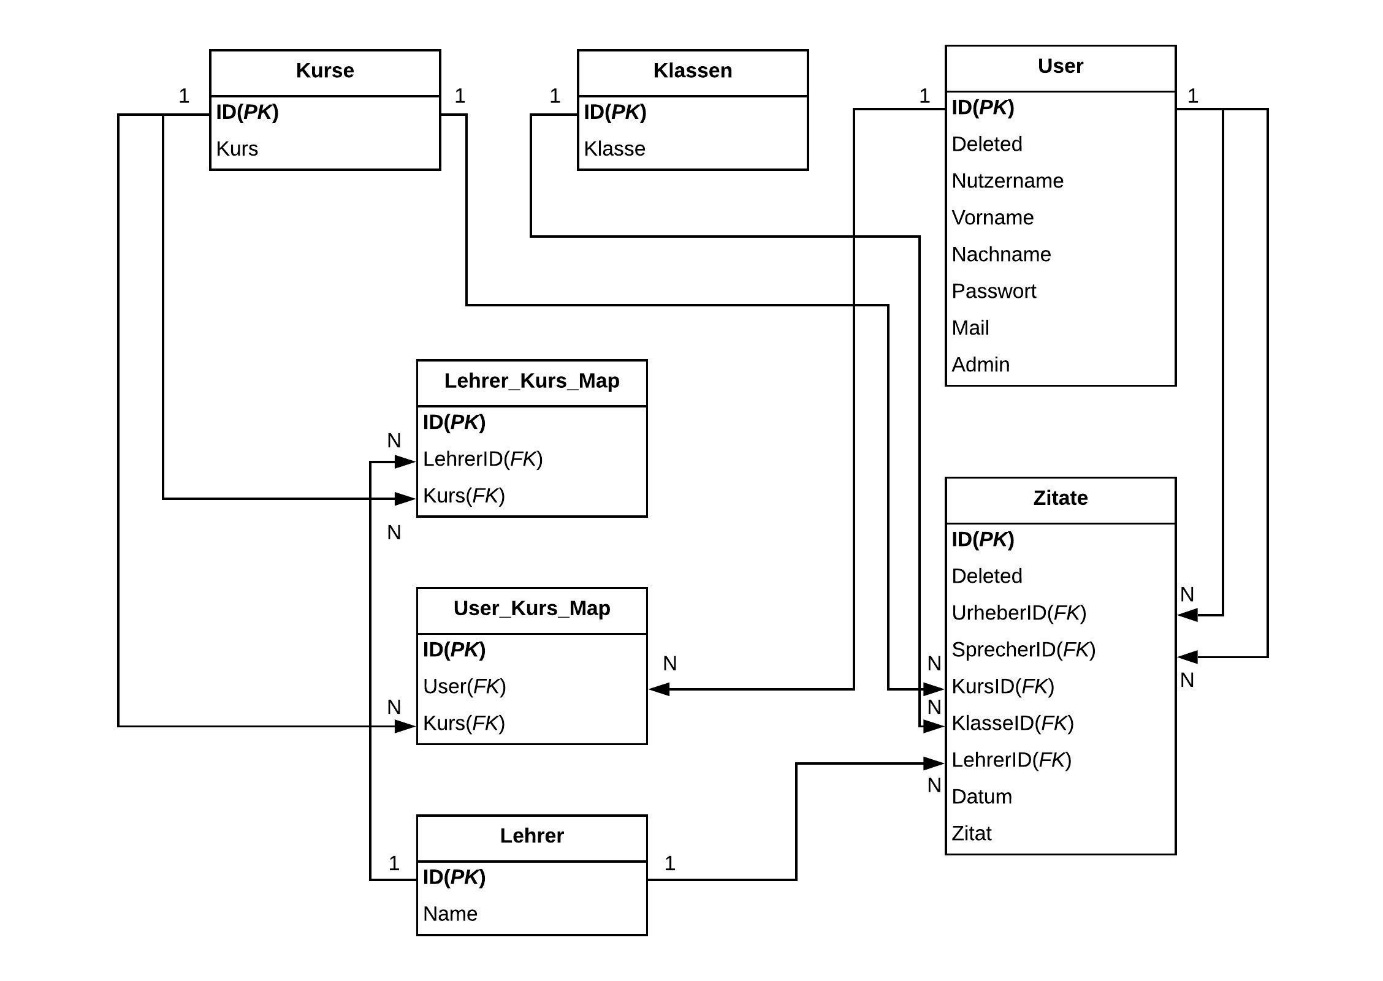 Kurse
1
1
ID(PK)
Kurs
Klassen
1
ID(PK)
Klasse
User
1
1
ID(PK)
Deleted
Nutzername
Vorname
Nachname
Passwort
Mail
Admin
Lehrer_Kurs_Map
ID(PK)
N
LehrerID(FK)
Kurs(FK)
N
User_Kurs_Map
ID(PK)
N
User(FK)
N
Kurs(FK)
Lehrer
1
1
ID(PK)
Name
Zitate
ID(PK)
Deleted
N
UrheberID(FK)
SprecherID(FK)
N
N
KursID(FK)
N
KlasseID(FK)
LehrerID(FK)
N
Datum
Zitat